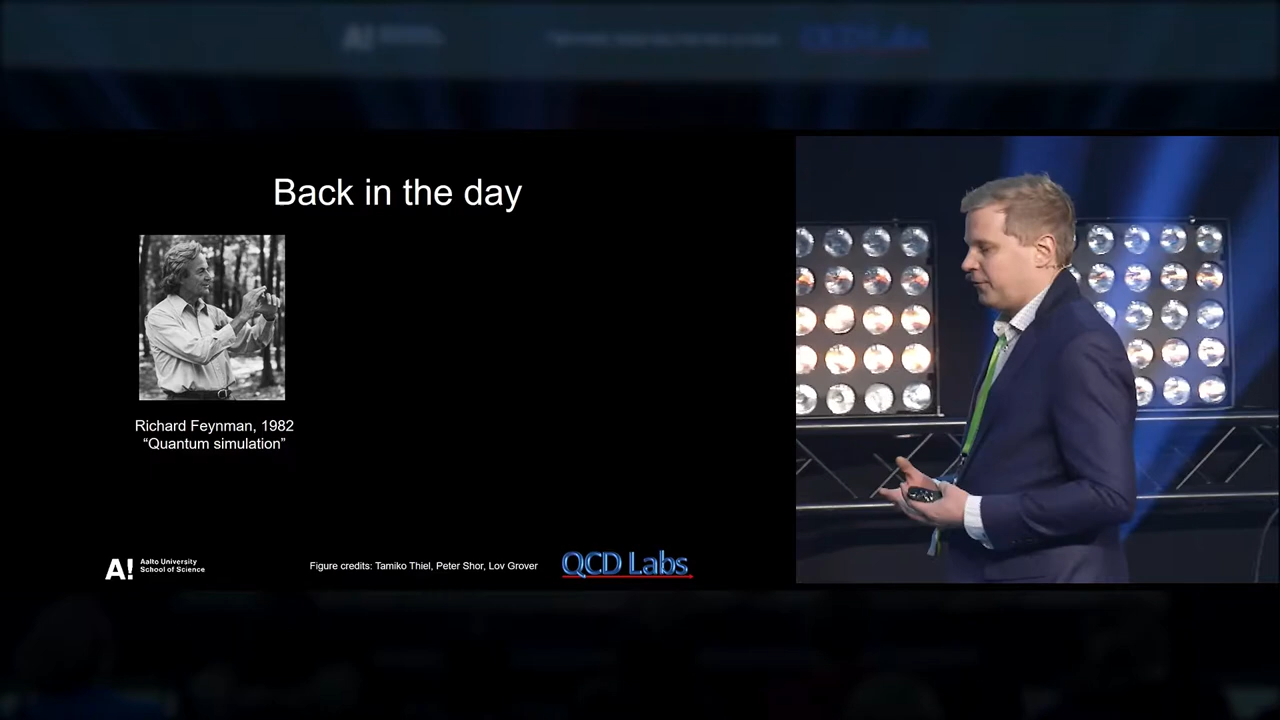 Back in the day
Richard Feynman, 1982
“Quantum simulation”
A!
Aalto University
School of Science
Figure credits: Tamiko Thiel, Peter Shor, Lov Grover
QCD Labs